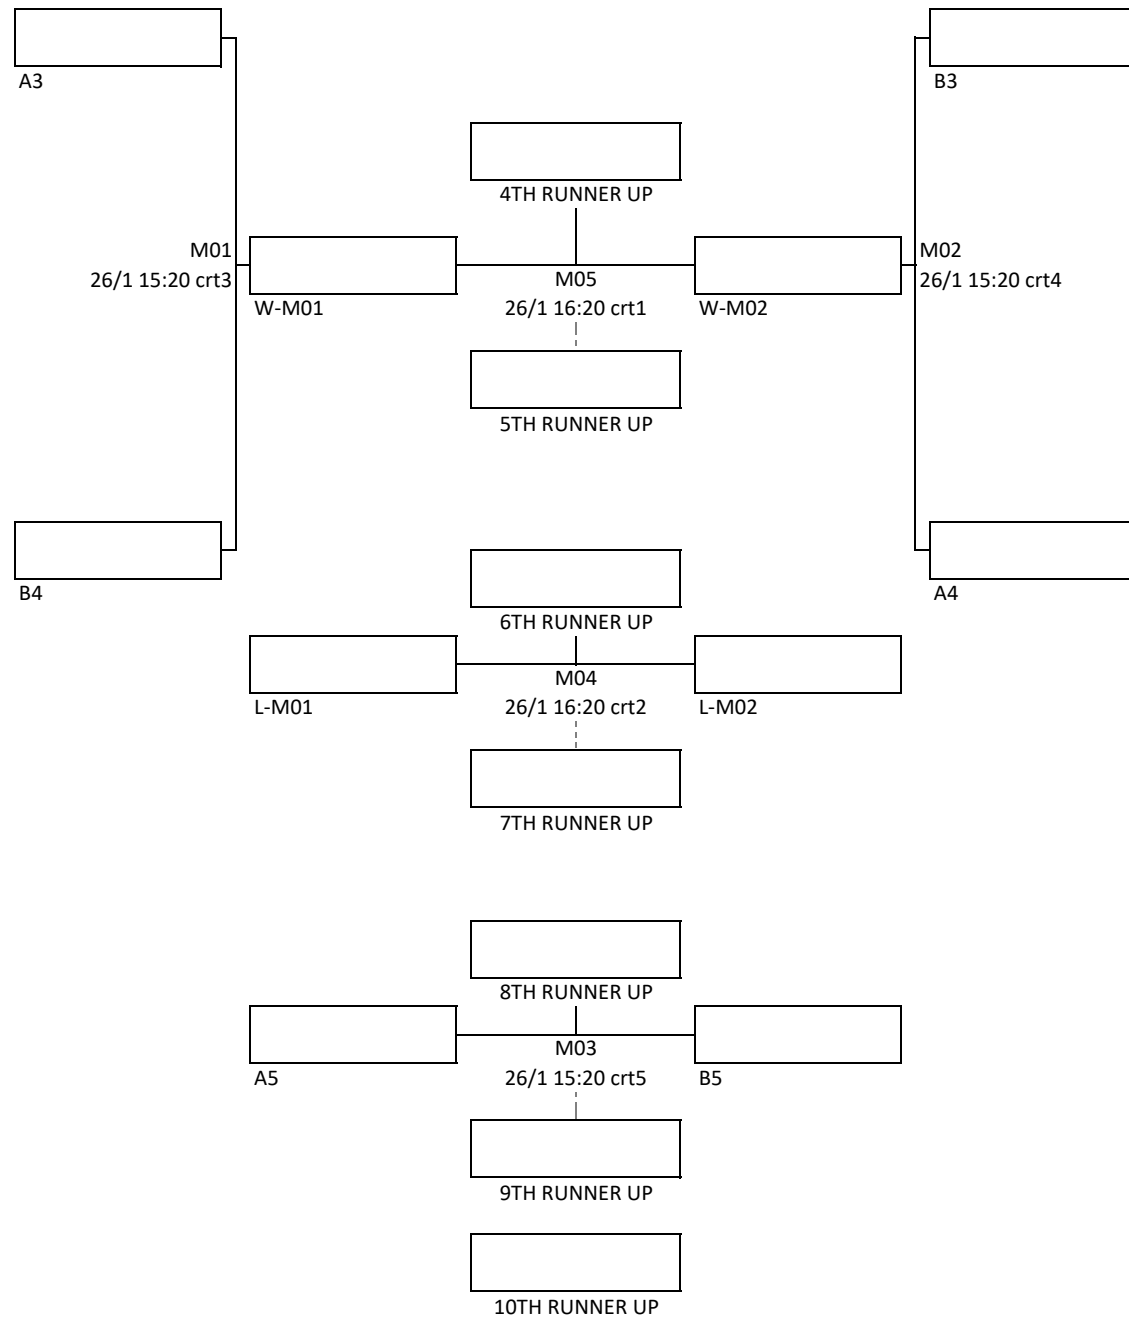 A3
B3
4TH RUNNER UP
M01
26/1 15:20 crt3
W-M01
M05
26/1 16:20 crt1
W-M02
M02
26/1 15:20 crt4
5TH RUNNER UP
B4
A4
6TH RUNNER UP
L-M01
M04
26/1 16:20 crt2
L-M02
7TH RUNNER UP
8TH RUNNER UP
A5
M03
26/1 15:20 crt5
B5
9TH RUNNER UP
10TH RUNNER UP